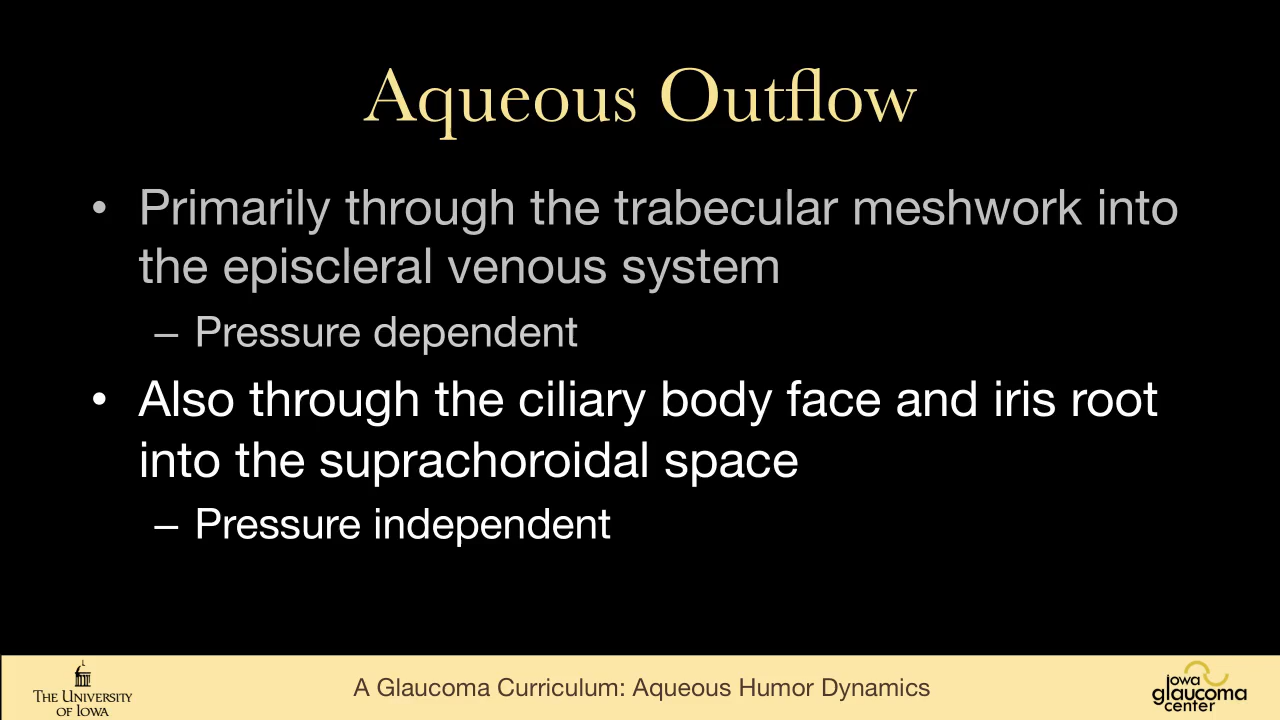 Aqueous Outflow
• Primarily through the trabecular meshwork into
the episcleral venous system
– Pressure dependent
• Also through the ciliary body face and iris root
into the suprachoroidal space
– Pressure independent
THE UNIVERSITY
OF IOWA
A Glaucoma Curriculum: Aqueous Humor Dynamics
iowa
glaucoma
center